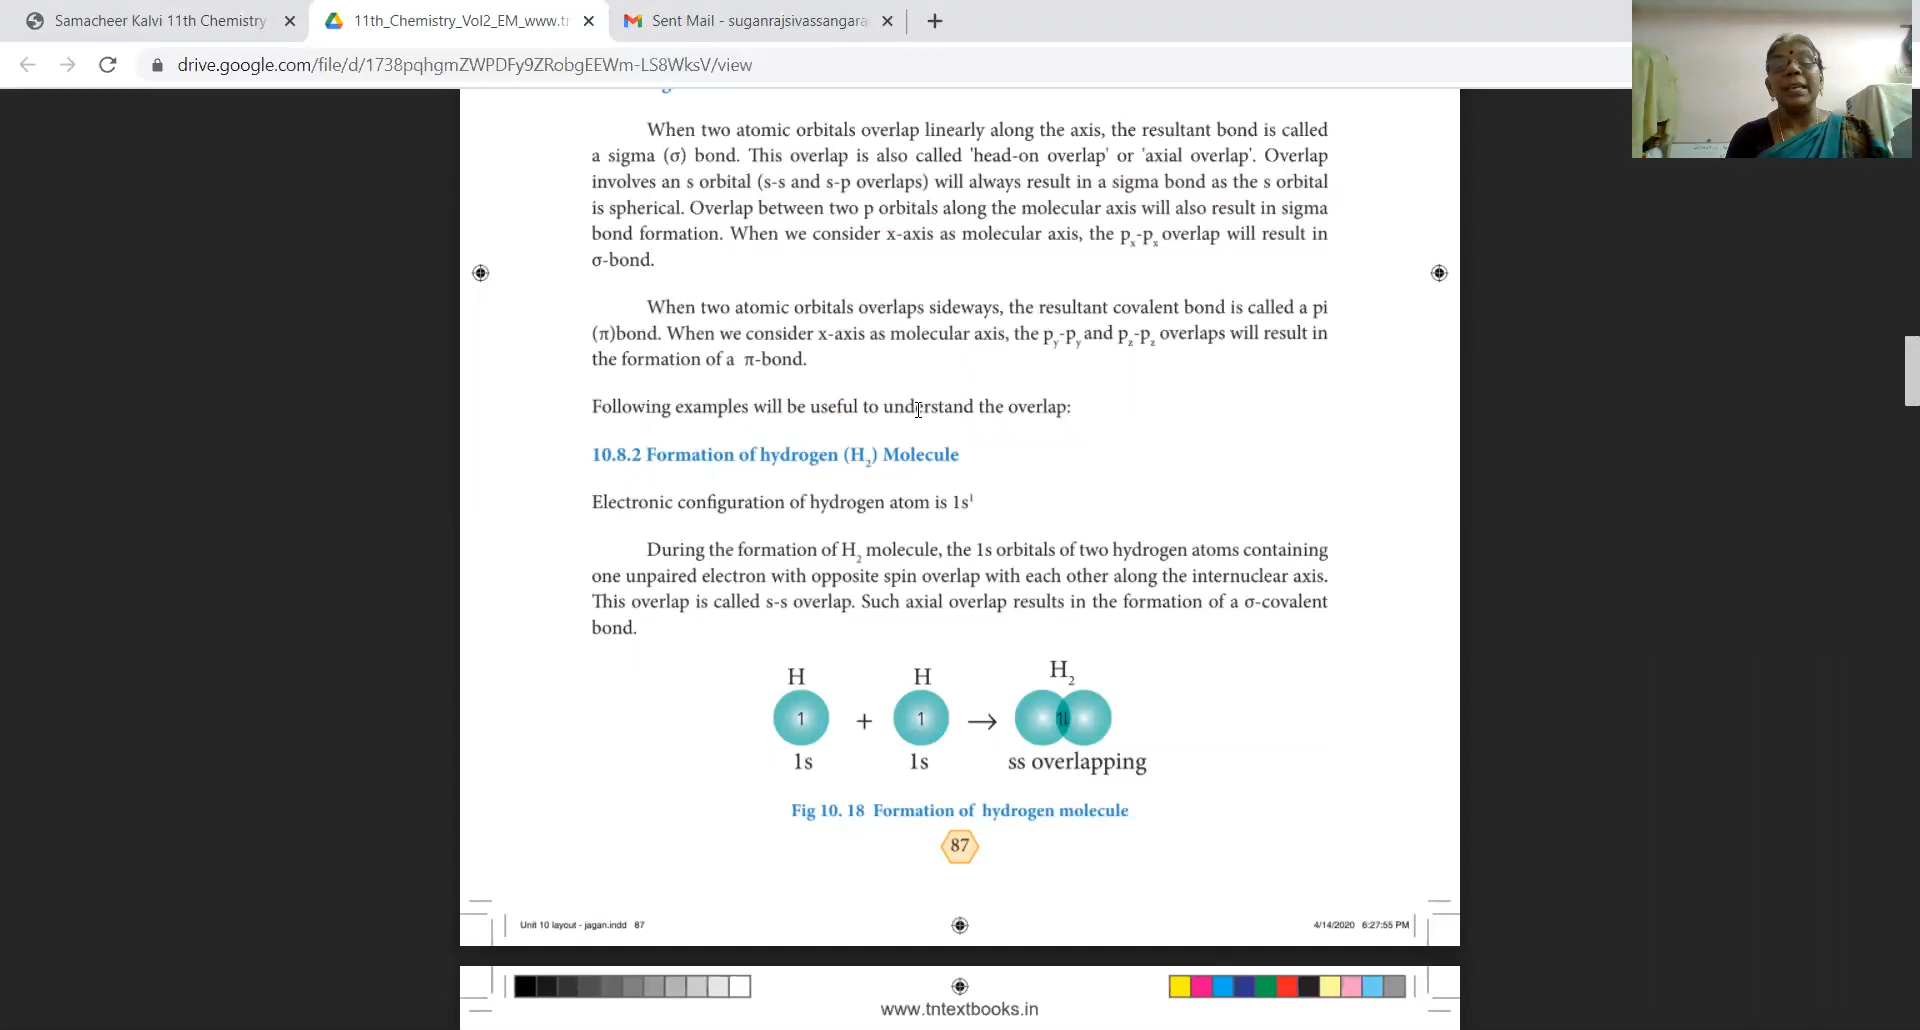 Samacheer Kalvi 11th Chemistry
11th_Chemistry_Vol2_EM_www.tr
Sent Mail - suganrajsivassangara
drive.google.com/file/d/1738pqhgmZWPDFy9ZRobgEEWm-LS8WksV/view
When two atomic orbitals overlap linearly along the axis, the resultant bond is called
a sigma (σ) bond. This overlap is also called 'head-on overlap' or 'axial overlap'. Overlap
involves an s orbital (s-s and s-p overlaps) will always result in a sigma bond as the s orbital
is spherical. Overlap between two p orbitals along the molecular axis will also result in sigma
bond formation. When we consider x-axis as molecular axis, the pₓ-pₓ overlap will result in
σ-bond.
When two atomic orbitals overlaps sideways, the resultant covalent bond is called a pi
(π)bond. When we consider x-axis as molecular axis, the p_y-p_y and p_z-p_z overlaps will result in
the formation of a π-bond.
Following examples will be useful to understand the overlap:
10.8.2 Formation of hydrogen (H₂) Molecule
Electronic configuration of hydrogen atom is 1s¹
During the formation of H₂ molecule, the 1s orbitals of two hydrogen atoms containing
one unpaired electron with opposite spin overlap with each other along the internuclear axis.
This overlap is called s-s overlap. Such axial overlap results in the formation of a σ-covalent
bond.
H H H₂
1 + 1 → 1l
1s 1s ss overlapping
Fig 10. 18 Formation of hydrogen molecule
87
Unit 10 layout - jagan.indd 87 4/14/2020 6:27:55 PM
www.tntextbooks.in